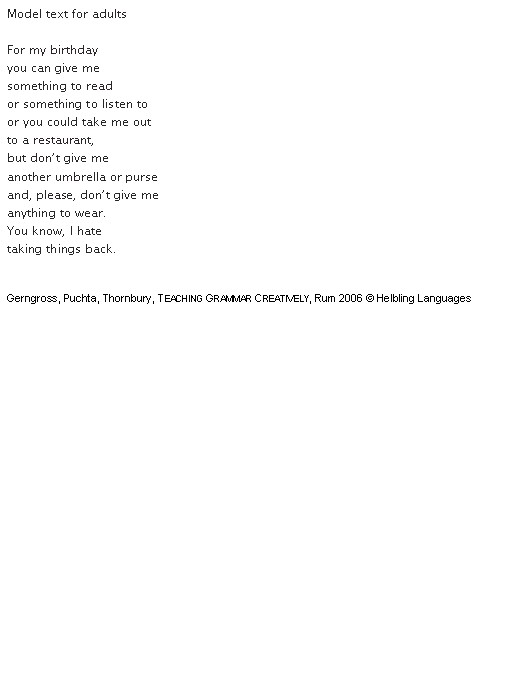 Model text for adults
For my birthday
you can give me
something to read
or something to listen to
or you could take me out
to a restaurant,
but don't give me
another umbrella or purse
and, please, don't give me
anything to wear.
You know, I hate
taking things back.
Gerngross, Puchta, Thornbury, TEACHING GRAMMAR CREATIVELY, Rum 2006 © Helbling Languages